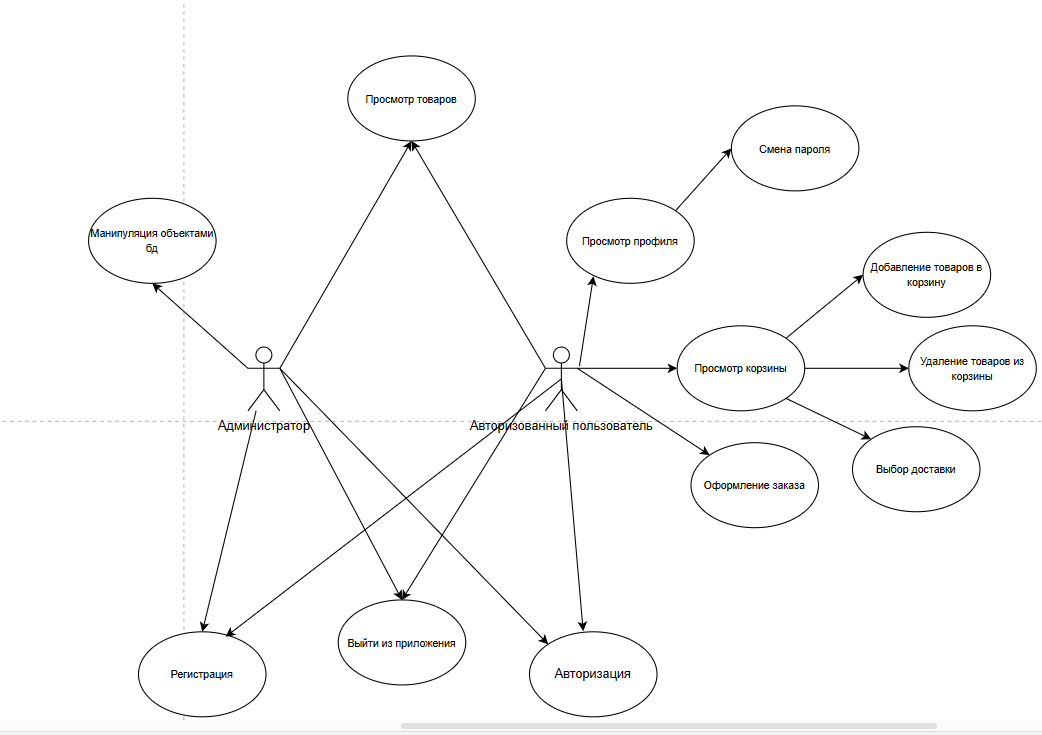 Просмотр товаров
Смена пароля
Манипуляция объектами
бд
Просмотр профиля
Добавление товаров в
корзину
Просмотр корзины
Удаление товаров из
корзины
Администратор
Авторизованный пользователь
Выбор доставки
Оформление заказа
Регистрация
Выйти из приложения
Авторизация